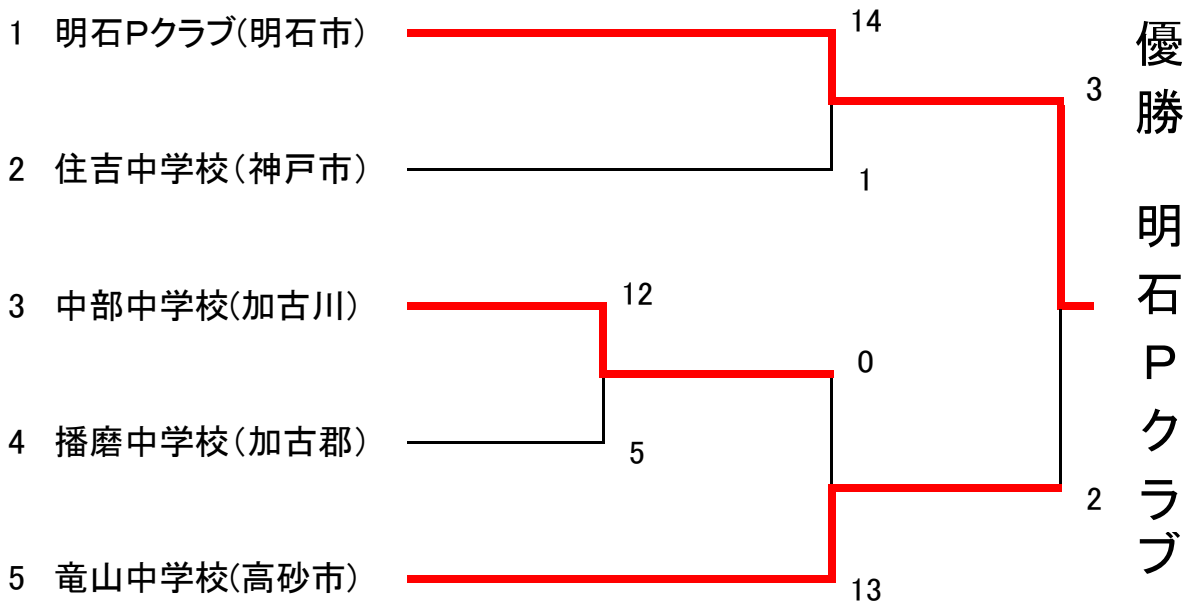 1 明石Pクラブ(明石市)
14
2 住吉中学校(神戸市)
1
3
3 中部中学校(加古川)
12
0
4 播磨中学校(加古郡)
5
2
5 竜山中学校(高砂市)
13
優勝 明石Pクラブ